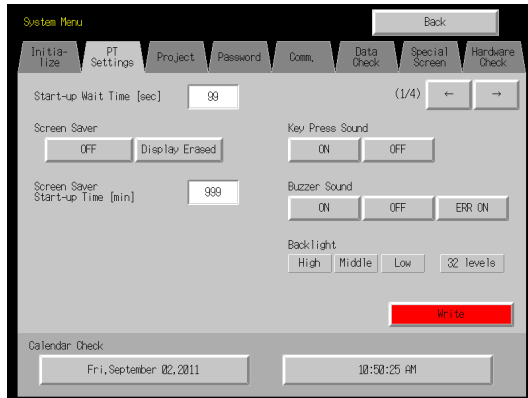 System Menu
Back
Initia-
lize
PT
Settings
Project
Password
Comm.
Data
Check
Special
Screen
Hardware
Check
Start-up Wait Time [sec]
99
(1/4)
←
→
Screen Saver
OFF
Display Erased
Key Press Sound
ON
OFF
Screen Saver
Start-up Time [min]
999
Buzzer Sound
ON
OFF
ERR ON
Backlight
High
Middle
Low
32 levels
Write
Calendar Check
Fri,September 02,2011
10:50:25 AM